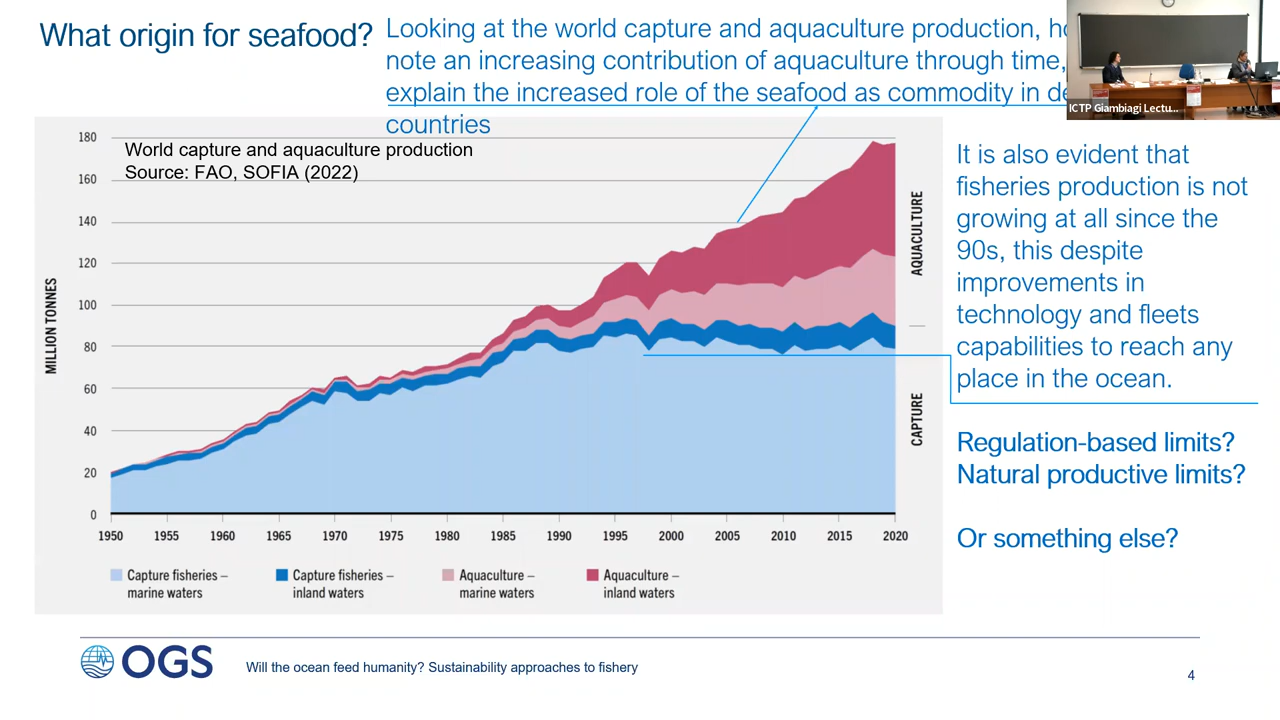 What origin for seafood?
Looking at the world capture and aquaculture production,
note an increasing contribution of aquaculture through time,
explain the increased role of the seafood as commodity in
countries
ICTP Giambiagi Lectu...
World capture and aquaculture production
Source: FAO, SOFIA (2022)
180
160
140
120
100
80
60
40
20
0
MILLION TONNES
AQUACULTURE
CAPTURE
1950 1955 1960 1965 1970 1975 1980 1985 1990 1995 2000 2005 2010 2015 2020
Capture fisheries –
marine waters
Capture fisheries –
inland waters
Aquaculture –
marine waters
Aquaculture –
inland waters
It is also evident that
fisheries production is not
growing at all since the
90s, this despite
improvements in
technology and fleets
capabilities to reach any
place in the ocean.
Regulation-based limits?
Natural productive limits?
Or something else?
OGS
Will the ocean feed humanity? Sustainability approaches to fishery
4